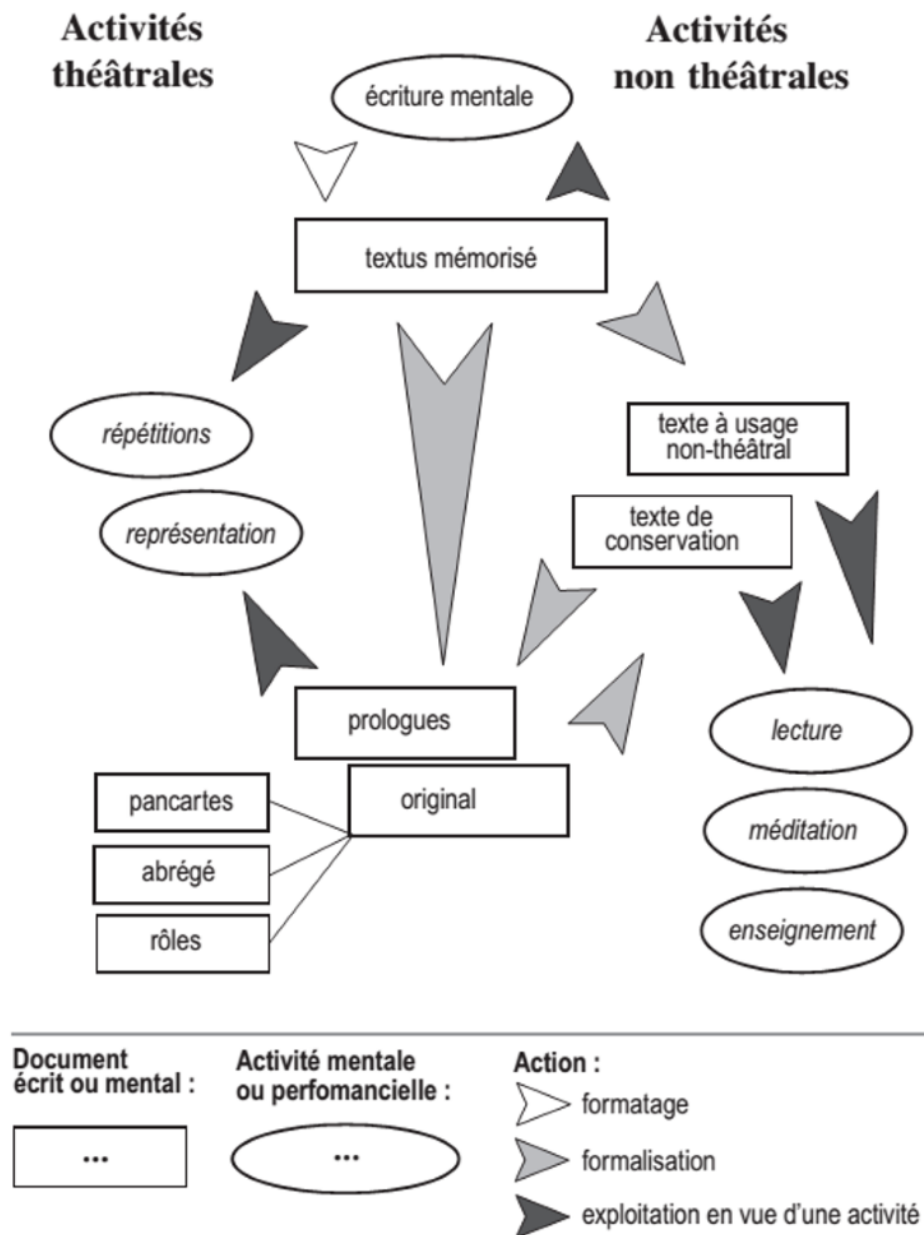 Activités
théâtrales
Activités
non théâtrales
écriture mentale
textus mémorisé
répétitions
représentation
texte à usage
non-théâtral
texte de
conservation
prologues
original
pancartes
abrégé
rôles
lecture
méditation
enseignement
Document
écrit ou mental :
...
Activité mentale
ou perfomancielle :
...
Action :
formatage
formalisation
exploitation en vue d'une activité